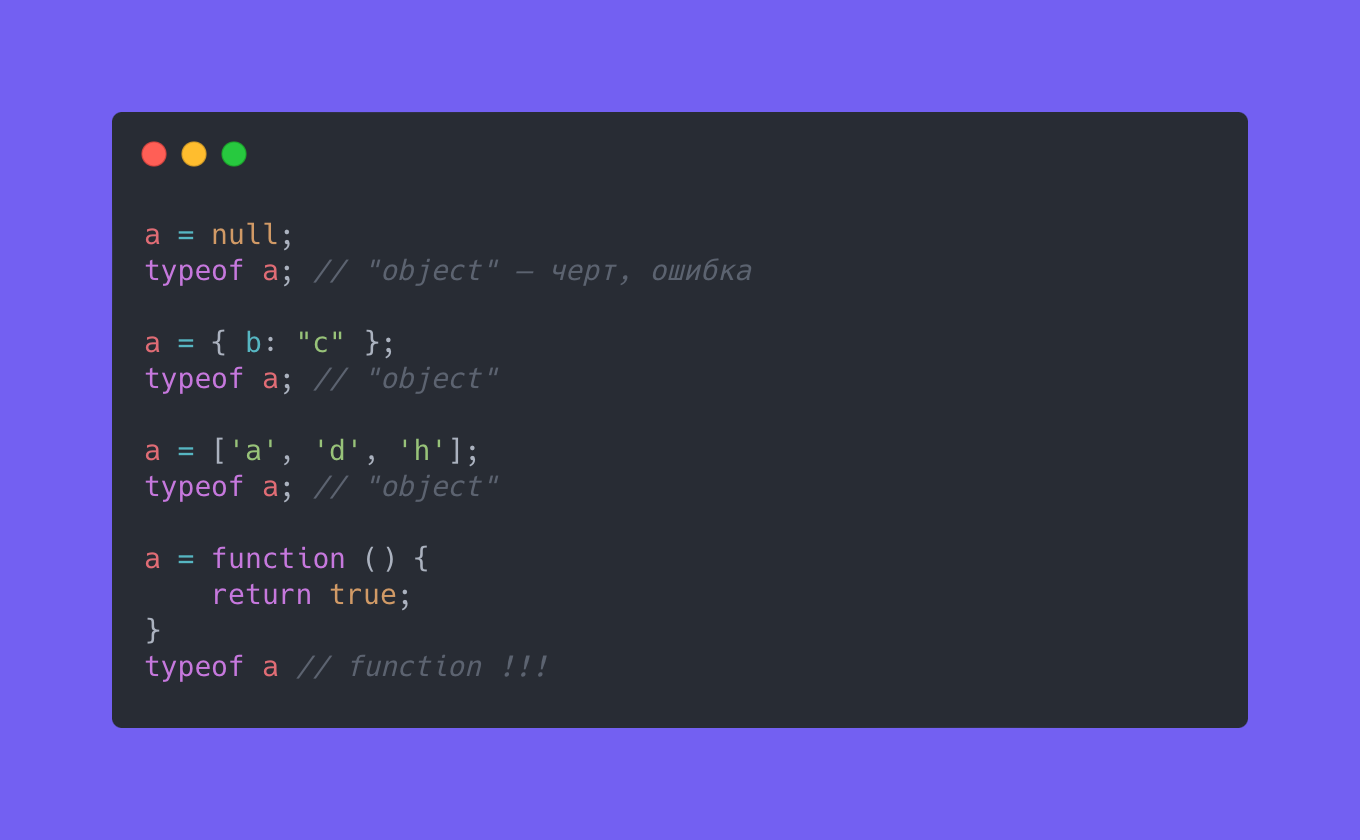 a = null;
typeof a; // "object" — черт, ошибка
a = { b: "c" };
typeof a; // "object"
a = ['a', 'd', 'h'];
typeof a; // "object"
a = function () {
    return true;
}
typeof a // function !!!